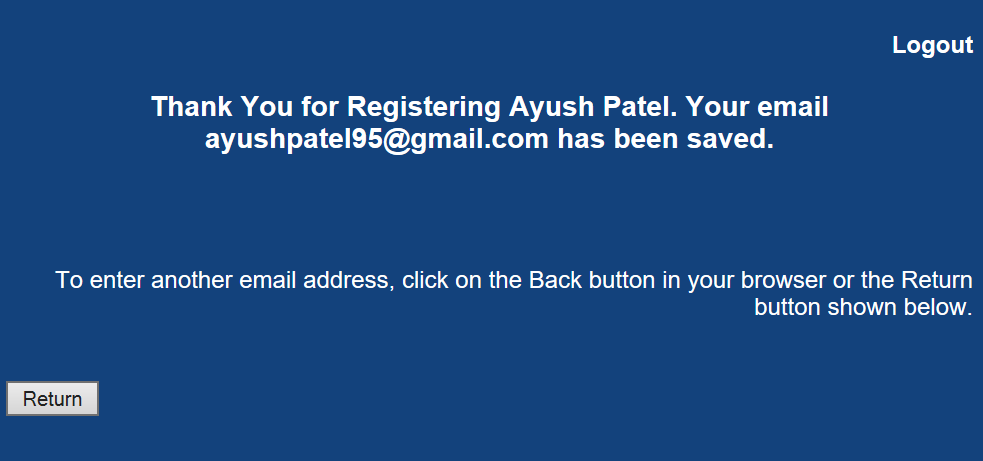 Logout
Thank You for Registering Ayush Patel. Your email
ayushpatel95@gmail.com has been saved.
To enter another email address, click on the Back button in your browser or the Return
button shown below.
Return